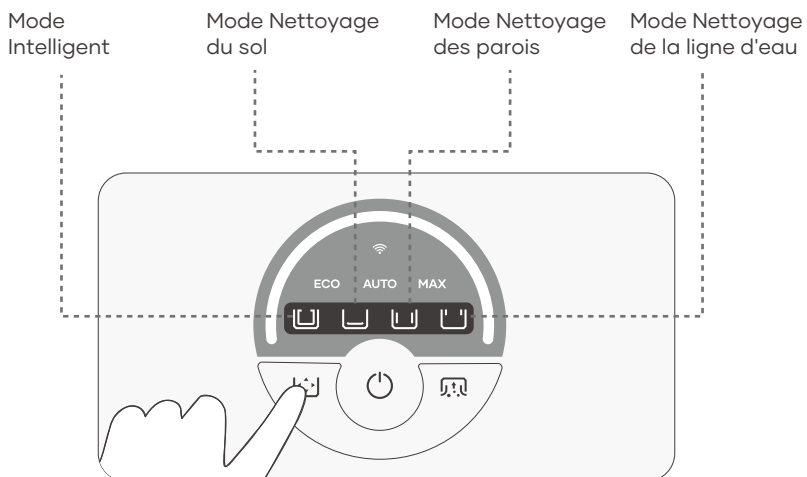 Mode
Intelligent
Mode Nettoyage
du sol
Mode Nettoyage
des parois
Mode Nettoyage
de la ligne d'eau
ECO AUTO MAX